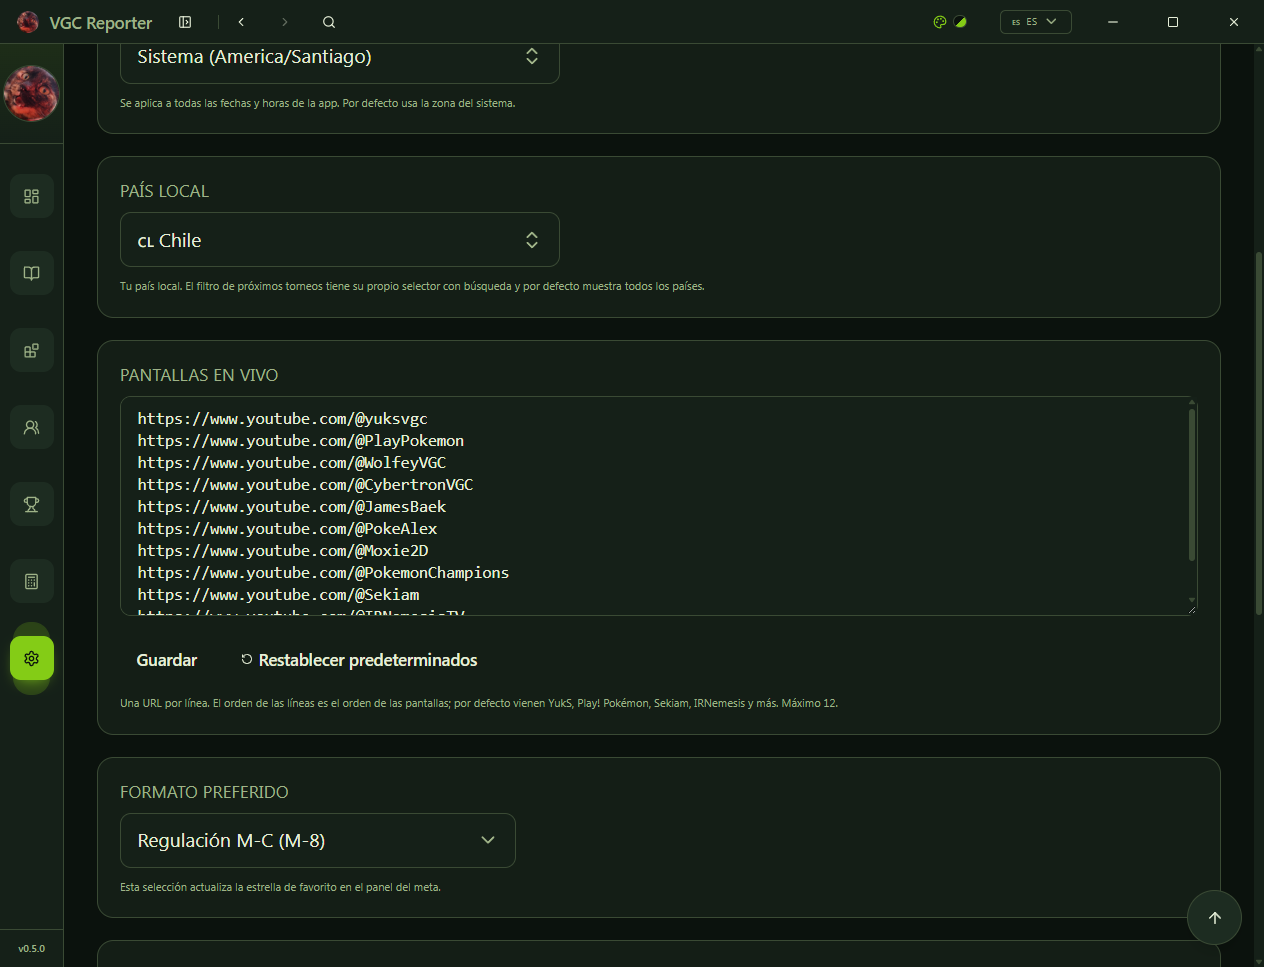 VGC Reporter
ES ES
Sistema (America/Santiago)
Se aplica a todas las fechas y horas de la app. Por defecto usa la zona del sistema.
PAÍS LOCAL
CL Chile
Tu país local. El filtro de próximos torneos tiene su propio selector con búsqueda y por defecto muestra todos los países.
PANTALLAS EN VIVO
https://www.youtube.com/@yuksvgc
https://www.youtube.com/@PlayPokemon
https://www.youtube.com/@WolfeyVGC
https://www.youtube.com/@CybertronVGC
https://www.youtube.com/@JamesBaek
https://www.youtube.com/@PokeAlex
https://www.youtube.com/@Moxie2D
https://www.youtube.com/@PokemonChampions
https://www.youtube.com/@Sekiam
https://www.youtube.com/@IRNemesisTV
Guardar
Restablecer predeterminados
Una URL por línea. El orden de las líneas es el orden de las pantallas; por defecto vienen YukS, Play! Pokémon, Sekiam, IRNemesis y más. Máximo 12.
FORMATO PREFERIDO
Regulación M-C (M-8)
Esta selección actualiza la estrella de favorito en el panel del meta.
v0.5.0